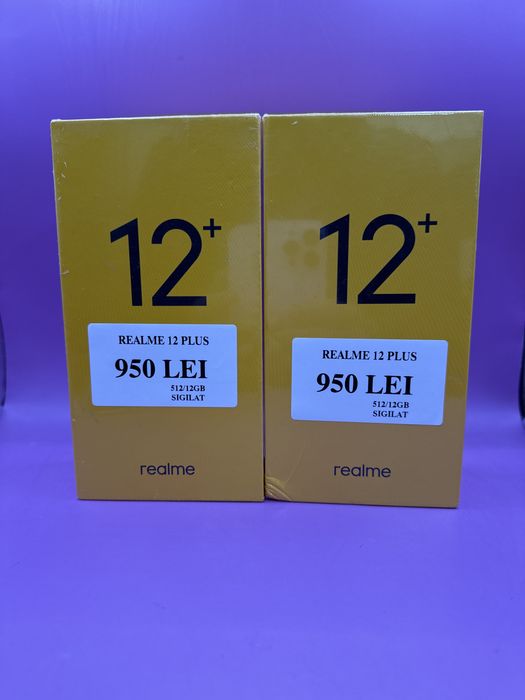 12+
REALME 12 PLUS
950 LEI
512/12GB
SIGILAT
realme
12+
REALME 12 PLUS
950 LEI
512/12GB
SIGILAT
realme